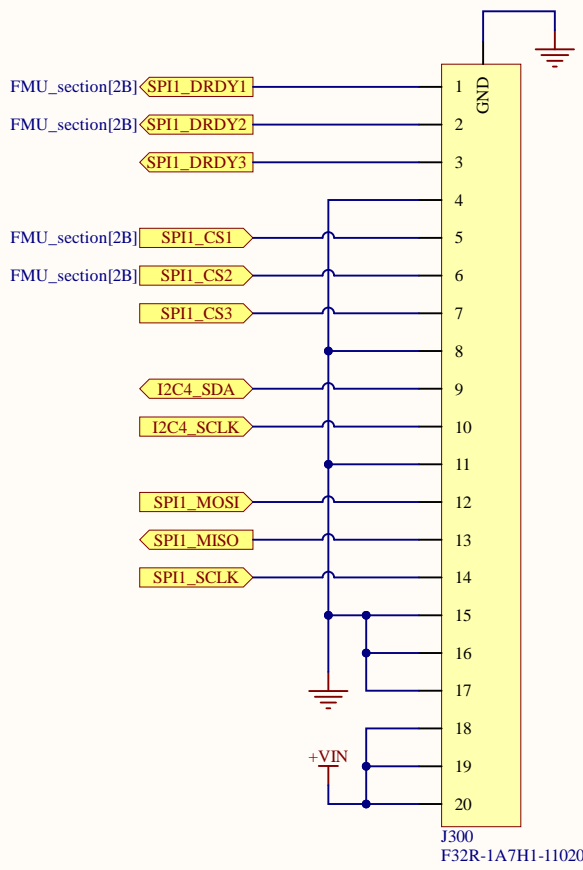 GND
FMU_section[2B] SPI1_DRDY1 1
FMU_section[2B] SPI1_DRDY2 2
SPI1_DRDY3 3
4
FMU_section[2B] SPI1_CS1 5
FMU_section[2B] SPI1_CS2 6
SPI1_CS3 7
8
I2C4_SDA 9
I2C4_SCLK 10
11
SPI1_MOSI 12
SPI1_MISO 13
SPI1_SCLK 14
15
16
17
18
+VIN 19
20
J300
F32R-1A7H1-11020